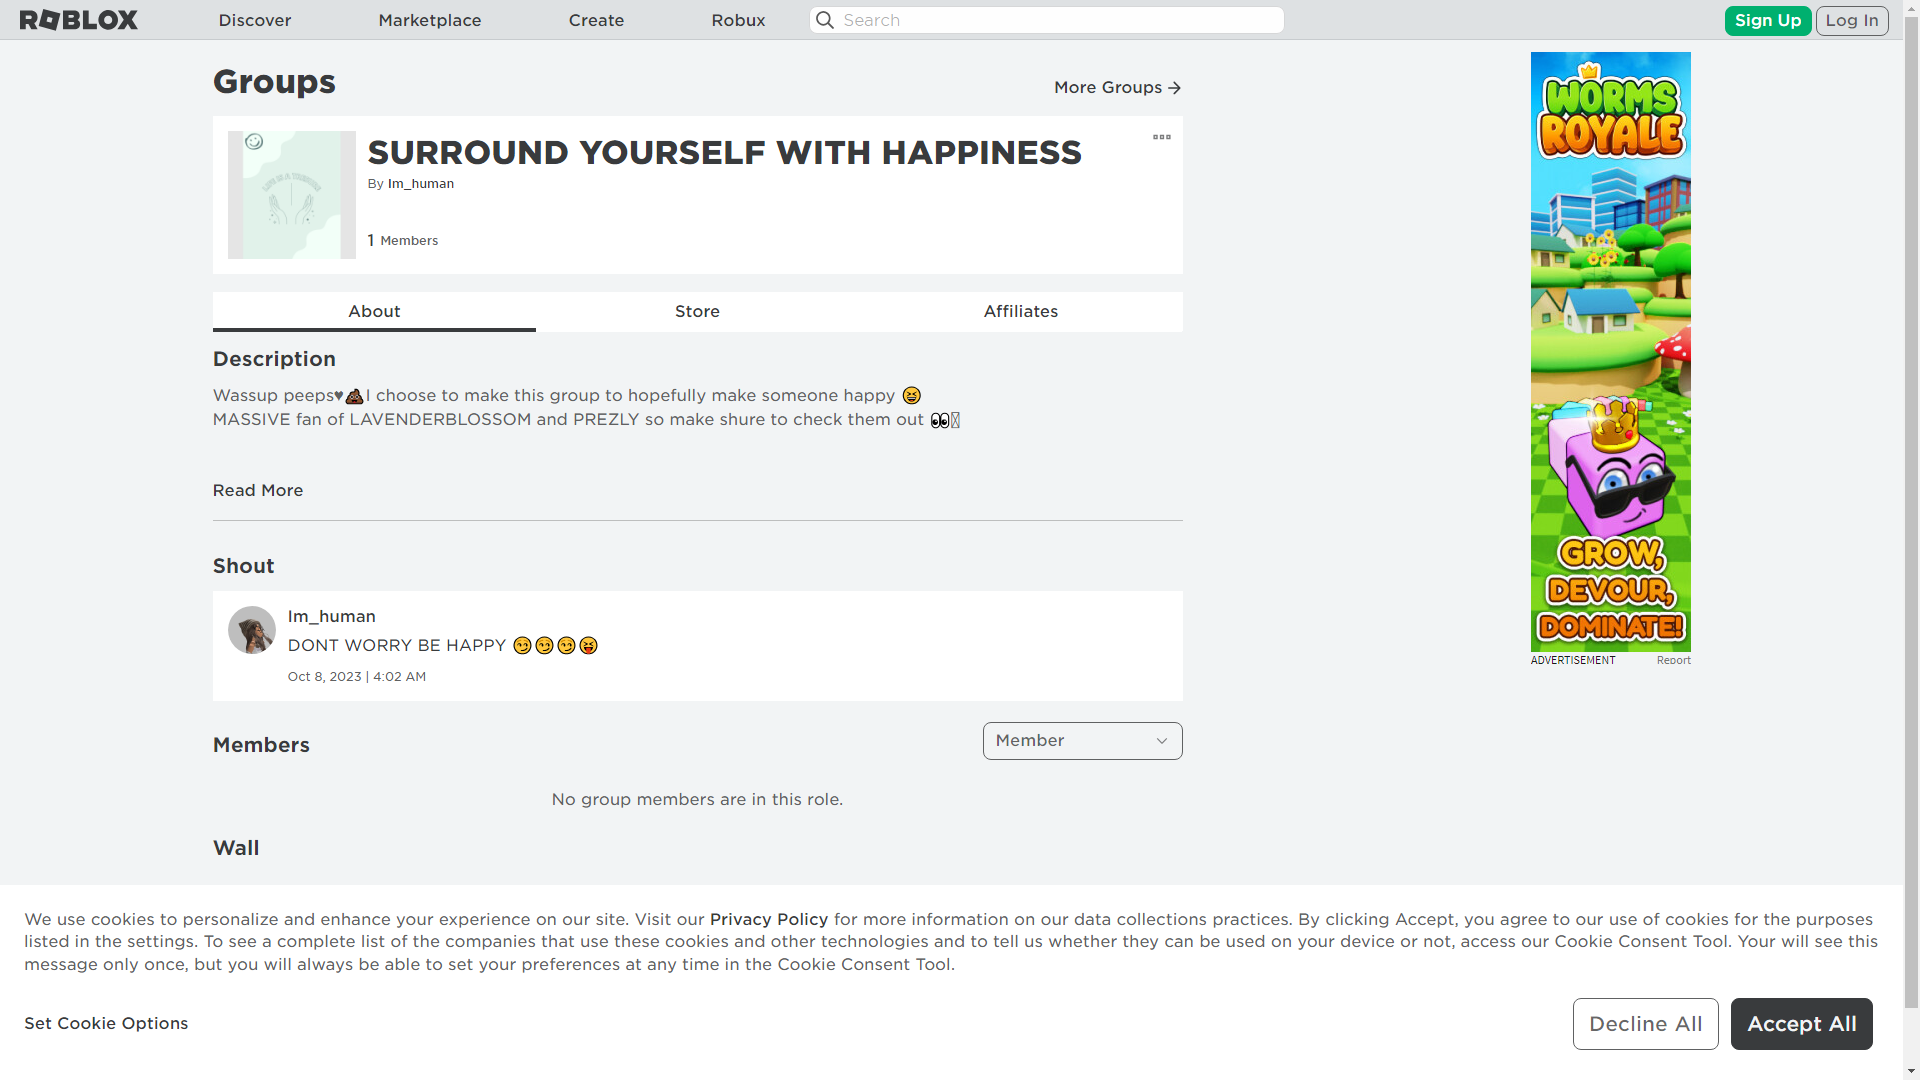 ROBLOX
Discover
Marketplace
Create
Robux
Search
Sign Up
Log In
Groups
More Groups →
SURROUND YOURSELF WITH HAPPINESS
By Im_human
1 Members
About
Store
Affiliates
Description
Wassup peeps♥💩I choose to make this group to hopefully make someone happy 😆
MASSIVE fan of LAVENDERBLOSSOM and PREZLY so make shure to check them out 👀
Read More
Shout
Im_human
DONT WORRY BE HAPPY 😏😏😏😝
Oct 8, 2023 | 4:02 AM
Members
Member
No group members are in this role.
Wall
WORMS
ROYALE
GROW,
DEVOUR,
DOMINATE!
ADVERTISEMENT
Report
We use cookies to personalize and enhance your experience on our site. Visit our Privacy Policy for more information on our data collections practices. By clicking Accept, you agree to our use of cookies for the purposes
listed in the settings. To see a complete list of the companies that use these cookies and other technologies and to tell us whether they can be used on your device or not, access our Cookie Consent Tool. Your will see this
message only once, but you will always be able to set your preferences at any time in the Cookie Consent Tool.
Set Cookie Options
Decline All
Accept All